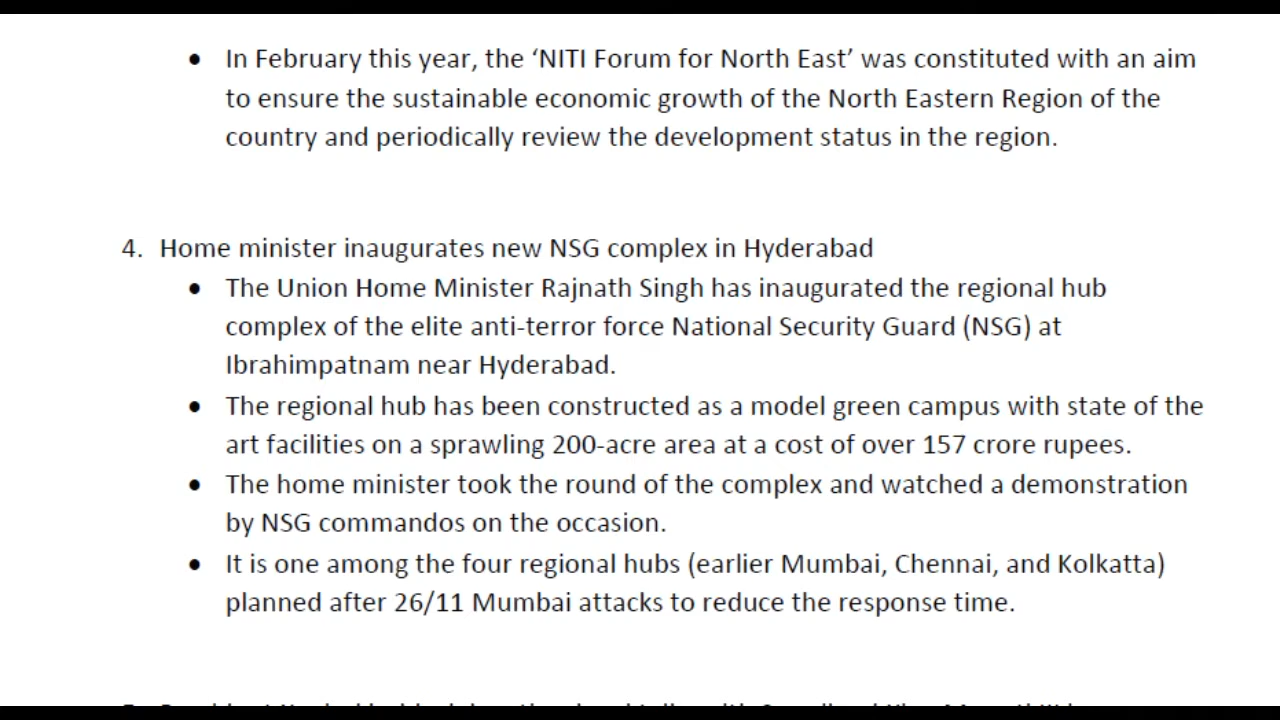 • In February this year, the ‘NITI Forum for North East’ was constituted with an aim
to ensure the sustainable economic growth of the North Eastern Region of the
country and periodically review the development status in the region.
4. Home minister inaugurates new NSG complex in Hyderabad
• The Union Home Minister Rajnath Singh has inaugurated the regional hub
complex of the elite anti-terror force National Security Guard (NSG) at
Ibrahimpatnam near Hyderabad.
• The regional hub has been constructed as a model green campus with state of the
art facilities on a sprawling 200-acre area at a cost of over 157 crore rupees.
• The home minister took the round of the complex and watched a demonstration
by NSG commandos on the occasion.
• It is one among the four regional hubs (earlier Mumbai, Chennai, and Kolkatta)
planned after 26/11 Mumbai attacks to reduce the response time.